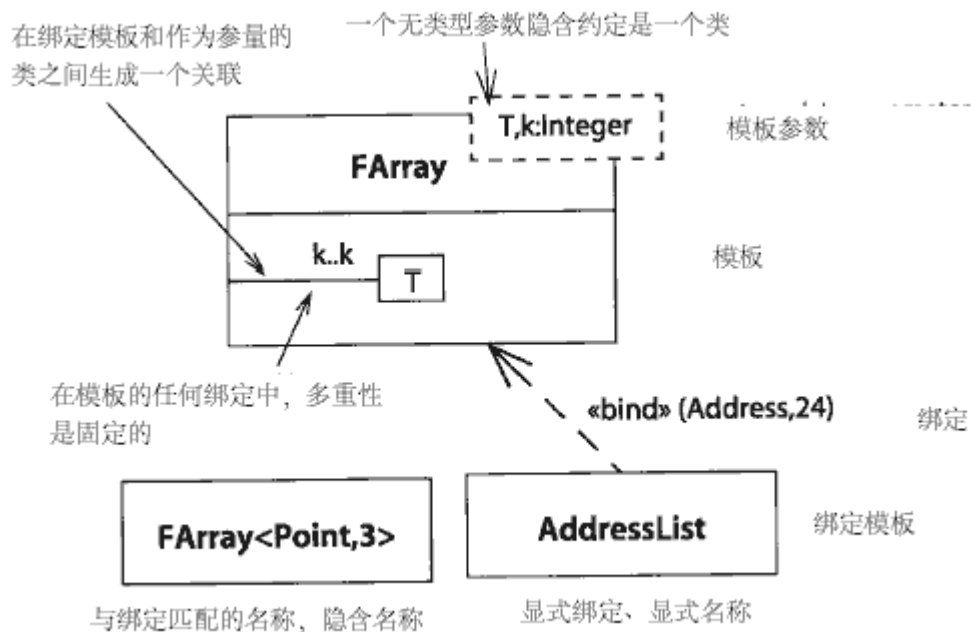 一个无类型参数隐含约定是一个类
在绑定模板和作为参量的
类之间生成一个关联
T,k:Integer
模板参数
FArray
k..k
模板
T
在模板的任何绑定中，多重性
是固定的
«bind» (Address,24)
绑定
FArray<Point,3>
AddressList
绑定模板
与绑定匹配的名称，隐含名称
显式绑定、显式名称